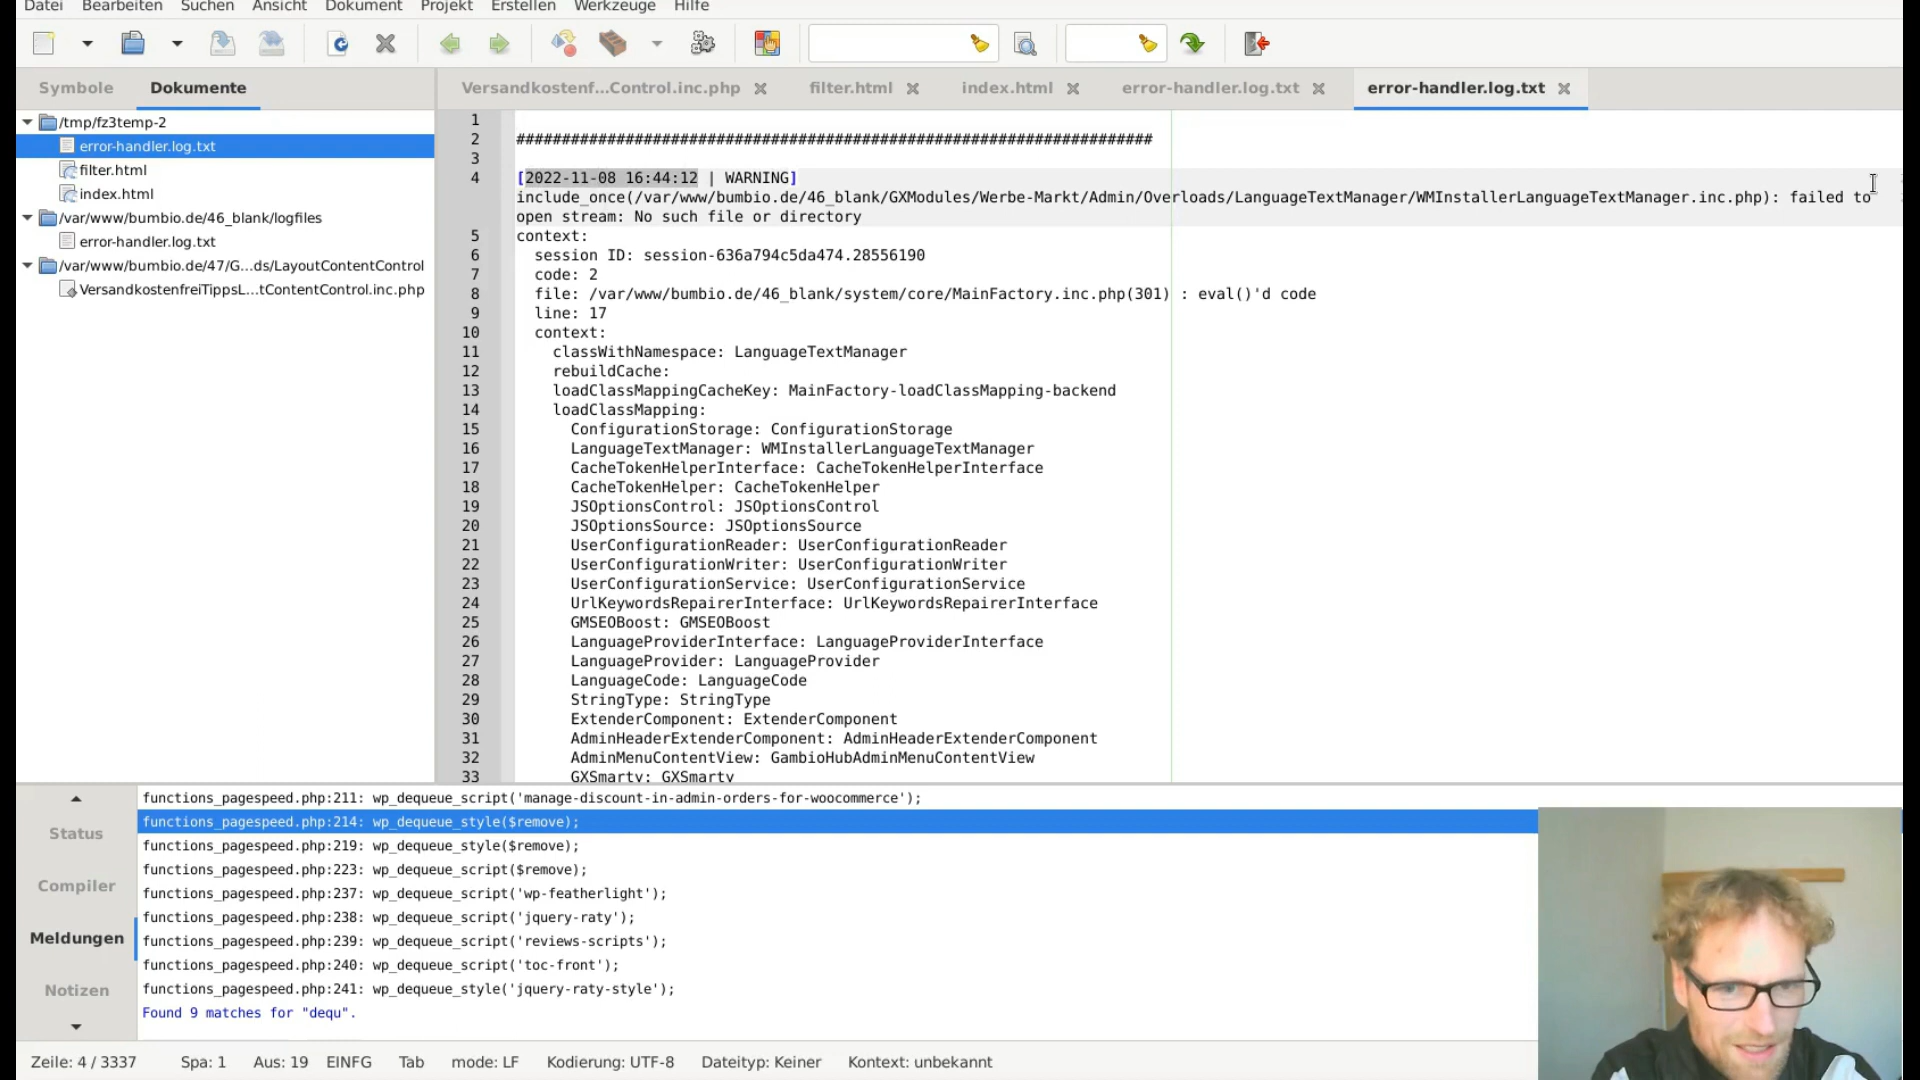 Datei Bearbeiten Suchen Ansicht Dokument Projekt Erstellen Werkzeuge Hilfe
Symbole Dokumente
Versandkostenf...Control.inc.php filter.html index.html error-handler.log.txt error-handler.log.txt
/tmp/fz3temp-2
error-handler.log.txt
filter.html
index.html
/var/www/bumbio.de/46_blank/logfiles
error-handler.log.txt
/var/www/bumbio.de/47/G...ds/LayoutContentControl
VersandkostenfreiTippsL...tContentControl.inc.php
1
2 ######################################################################
3
4 [2022-11-08 16:44:12 | WARNING]
include_once(/var/www/bumbio.de/46_blank/GXModules/Werbe-Markt/Admin/Overloads/LanguageTextManager/WMInstallerLanguageTextManager.inc.php): failed to
open stream: No such file or directory
5 context:
6 session ID: session-636a794c5da474.28556190
7 code: 2
8 file: /var/www/bumbio.de/46_blank/system/core/MainFactory.inc.php(301) : eval()'d code
9 line: 17
10 context:
11 classWithNamespace: LanguageTextManager
12 rebuildCache:
13 loadClassMappingCacheKey: MainFactory-loadClassMapping-backend
14 loadClassMapping:
15 ConfigurationStorage: ConfigurationStorage
16 LanguageTextManager: WMInstallerLanguageTextManager
17 CacheTokenHelperInterface: CacheTokenHelperInterface
18 CacheTokenHelper: CacheTokenHelper
19 JSOptionsControl: JSOptionsControl
20 JSOptionsSource: JSOptionsSource
21 UserConfigurationReader: UserConfigurationReader
22 UserConfigurationWriter: UserConfigurationWriter
23 UserConfigurationService: UserConfigurationService
24 UrlKeywordsRepairerInterface: UrlKeywordsRepairerInterface
25 GMSEOBoost: GMSEOBoost
26 LanguageProviderInterface: LanguageProviderInterface
27 LanguageProvider: LanguageProvider
28 LanguageCode: LanguageCode
29 StringType: StringType
30 ExtenderComponent: ExtenderComponent
31 AdminHeaderExtenderComponent: AdminHeaderExtenderComponent
32 AdminMenuContentView: GambioHubAdminMenuContentView
33 GXSmarty: GXSmarty
Status
Compiler
Meldungen
Notizen
functions_pagespeed.php:211: wp_dequeue_script('manage-discount-in-admin-orders-for-woocommerce');
functions_pagespeed.php:214: wp_dequeue_style($remove);
functions_pagespeed.php:219: wp_dequeue_style($remove);
functions_pagespeed.php:223: wp_dequeue_script($remove);
functions_pagespeed.php:237: wp_dequeue_script('wp-featherlight');
functions_pagespeed.php:238: wp_dequeue_script('jquery-raty');
functions_pagespeed.php:239: wp_dequeue_script('reviews-scripts');
functions_pagespeed.php:240: wp_dequeue_script('toc-front');
functions_pagespeed.php:241: wp_dequeue_style('jquery-raty-style');
Found 9 matches for "dequ".
Zeile: 4 / 3337 Spa: 1 Aus: 19 EINFG Tab mode: LF Kodierung: UTF-8 Dateityp: Keiner Kontext: unbekannt